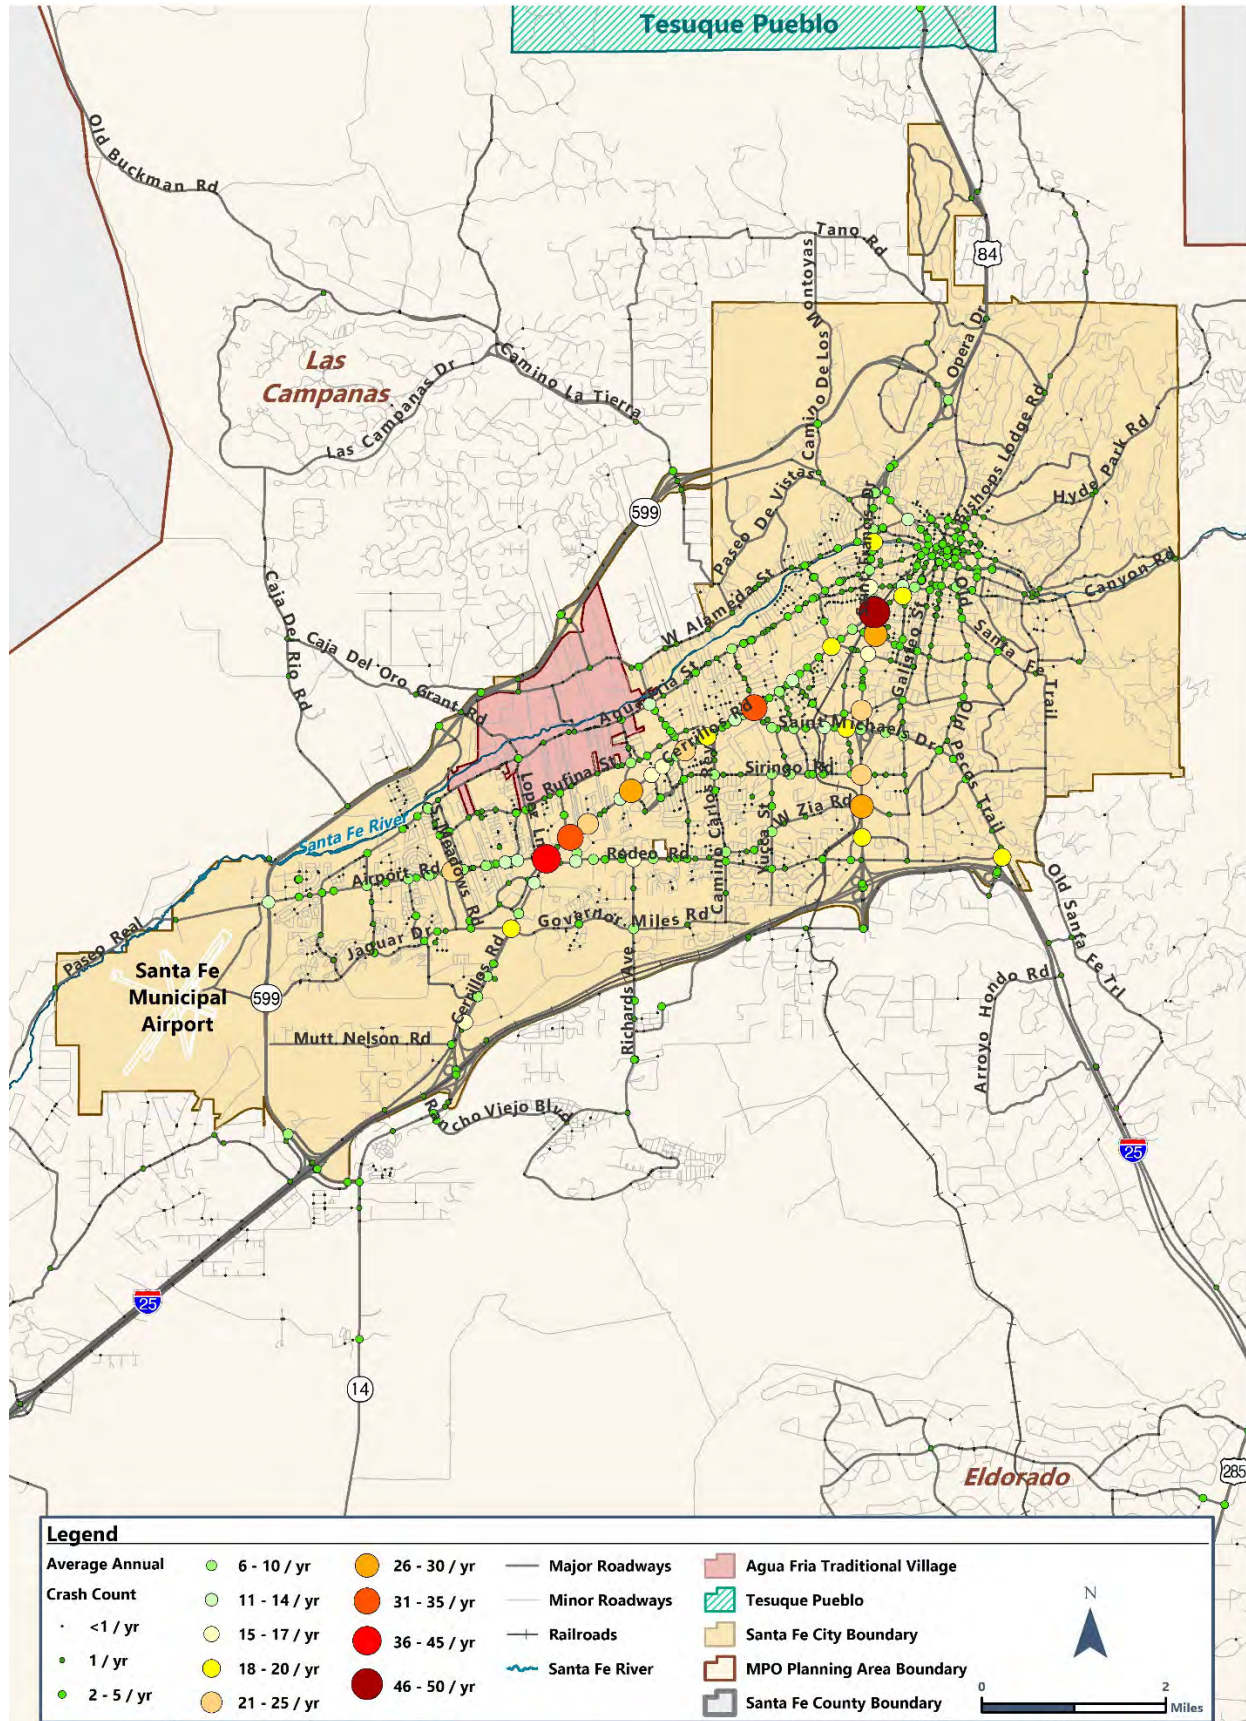 Tesuque Pueblo
Old Buckman Rd
Tano Rd
84
Camino De Los Montoyas
Opera Dr
Las
Campanas
Camino La Tierra
Las Campanas Dr
Bishops Lodge Rd
Hyde Park Rd
599
Paseo De Vista
Saint Francis Dr
Canyon Rd
W Alameda St
Caja Del Rio Rd
Caja Del Oro Grant Rd
Galisteo St
Santa Fe Trail
Old
Agua Fria St
Cerrillos Rd
Saint Michaels Dr
Old Pecos Trail
Siringo Rd
Rufina St
Lopez Ln
W Zia Rd
Santa Fe River
Meadows Rd
Camino Carlos Rey
Yucca St
Rodeo Rd
Airport Rd
Governor Miles Rd
Old Santa Fe Trl
Paseo Real
Jaguar Dr
Cerrillos Rd
Richards Ave
Arroyo Hondo Rd
Santa Fe
Municipal
Airport
599
Mutt Nelson Rd
Rancho Viejo Blvd
25
25
14
Eldorado
285
Legend
Average Annual
Crash Count
<1 / yr
1 / yr
2 - 5 / yr
6 - 10 / yr
11 - 14 / yr
15 - 17 / yr
18 - 20 / yr
21 - 25 / yr
26 - 30 / yr
31 - 35 / yr
36 - 45 / yr
46 - 50 / yr
Major Roadways
Minor Roadways
Railroads
Santa Fe River
Agua Fria Traditional Village
Tesuque Pueblo
Santa Fe City Boundary
MPO Planning Area Boundary
Santa Fe County Boundary
N
0 2
Miles